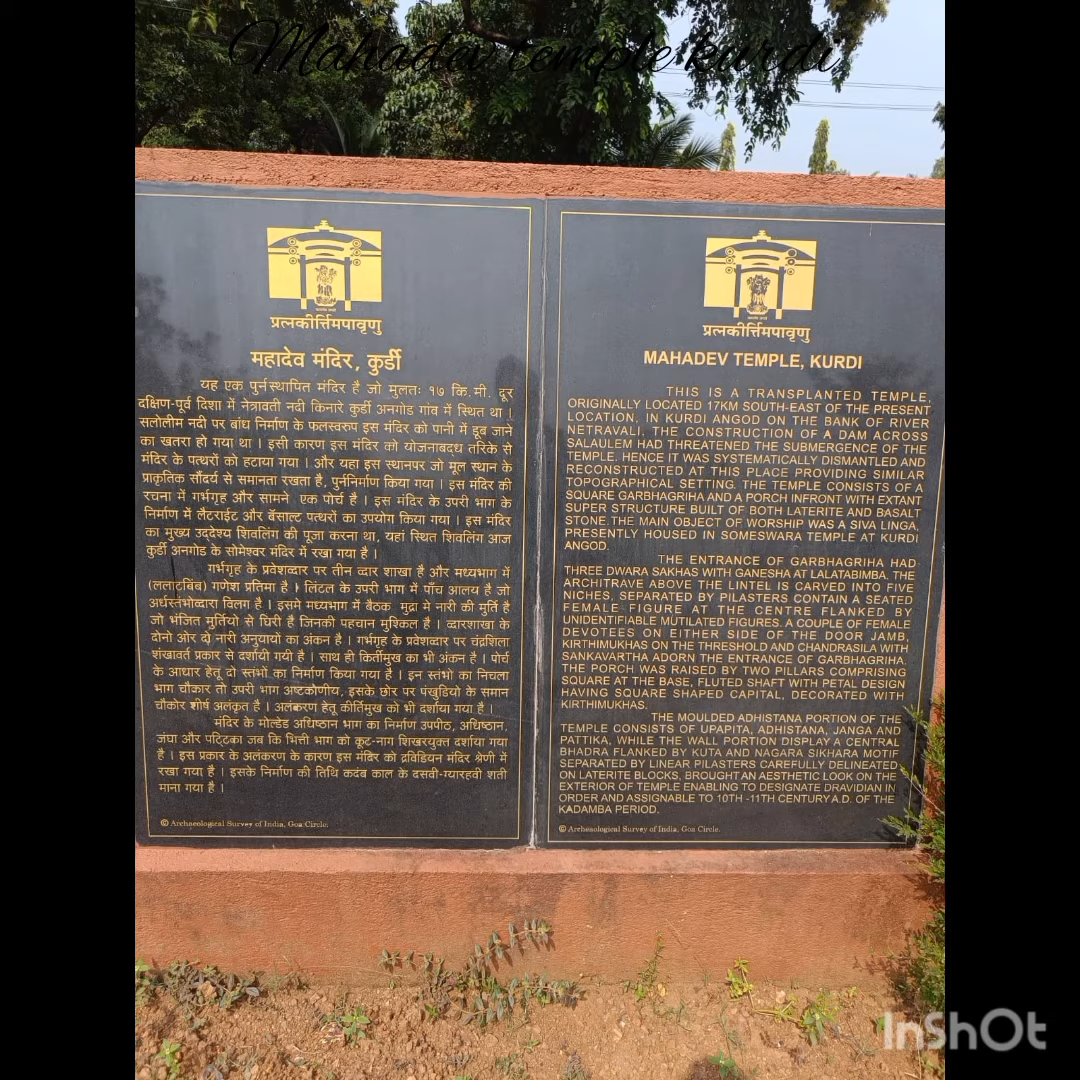 Mahadev temple kurdi
प्रत्नकीर्त्तिमपावृणु
महादेव मंदिर, कुर्डी
यह एक पुर्नस्थापित मंदिर है जो मुलतः १७ कि.मी. दूर
दक्षिण-पूर्व दिशा में नेत्रावती नदी किनारे कुर्डी अनगोड गांव में स्थित था ।
सलोलीम नदी पर बांध निर्माण के फलस्वरुप इस मंदिर को पानी में डूब जाने
का खतरा हो गया था । इसी कारण इस मंदिर को योजनाबद्ध तरिके से
मंदिर के पत्थरों को हटाया गया । और यहा इस स्थानपर जो मूल स्थान के
प्राकृतिक सौंदर्य से समानता रखता है, पुर्ननिर्माण किया गया । इस मंदिर की
रचना में गर्भगृह और सामने एक पोर्च है । इस मंदिर के उपरी भाग के
निर्माण में लैटराईट और बॅसाल्ट पत्थरों का उपयोग किया गया । इस मंदिर
का मुख्य उद्देश्य शिवलिंग की पूजा करना था, यहां स्थित शिवलिंग आज
कुर्डी अनगोड के सोमेश्वर मंदिर में रखा गया है ।
गर्भगृह के प्रवेशव्दार पर तीन व्दार शाखा है और मध्यभाग में
(ललाटबिंब) गणेश प्रतिमा है । लिंटल के उपरी भाग में पाँच आलय है जो
अर्धस्तंभोव्दारा विलग है । इसमे मध्यभाग में बैठक मुद्रा मे नारी की मुर्ति है
जो भंजित मुर्तियो से घिरी है जिनकी पहचान मुश्किल है । व्दारशाखा के
दोनो ओर दो नारी अनुयायों का अंकन है । गर्भगृह के प्रवेशव्दार पर चंद्रशिला
शंखावर्त प्रकार से दर्शायी गयी है । साथ ही किर्तीमुख का भी अंकन है । पोर्च
के आधार हेतू दो स्तंभों का निर्माण किया गया है । इन स्तंभो का निचला
भाग चौकार तो उपरी भाग अष्टकोणीय, इसके छोर पर पंखुडियो के समान
चौकोर शीर्ष अलंकृत है । अलंकरण हेतू कीर्तिमुख को भी दर्शाया गया है ।
मंदिर के मोल्डेड अधिष्ठान भाग का निर्माण उपपीठ, अधिष्ठान,
जंघा और पट्टिका जब कि भित्ती भाग को कूट-नाग शिखरयुक्त दर्शाया गया
है । इस प्रकार के अलंकरण के कारण इस मंदिर को द्रविडियन मंदिर श्रेणी में
रखा गया है । इसके निर्माण की तिथि कदंब काल के दसवी-ग्यारहवी शती
माना गया है ।
© Archaeological Survey of India, Goa Circle.
प्रत्नकीर्त्तिमपावृणु
MAHADEV TEMPLE, KURDI
THIS IS A TRANSPLANTED TEMPLE,
ORIGINALLY LOCATED 17KM SOUTH-EAST OF THE PRESENT
LOCATION, IN KURDI ANGOD ON THE BANK OF RIVER
NETRAVALI. THE CONSTRUCTION OF A DAM ACROSS
SALAULEM HAD THREATENED THE SUBMERGENCE OF THE
TEMPLE. HENCE IT WAS SYSTEMATICALLY DISMANTLED AND
RECONSTRUCTED AT THIS PLACE PROVIDING SIMILAR
TOPOGRAPHICAL SETTING. THE TEMPLE CONSISTS OF A
SQUARE GARBHAGRIHA AND A PORCH INFRONT WITH EXTANT
SUPER STRUCTURE BUILT OF BOTH LATERITE AND BASALT
STONE.THE MAIN OBJECT OF WORSHIP WAS A SIVA LINGA,
PRESENTLY HOUSED IN SOMESWARA TEMPLE AT KURDI
ANGOD.
THE ENTRANCE OF GARBHAGRIHA HAD
THREE DWARA SAKHAS WITH GANESHA AT LALATABIMBA. THE
ARCHITRAVE ABOVE THE LINTEL IS CARVED INTO FIVE
NICHES, SEPARATED BY PILASTERS CONTAIN A SEATED
FEMALE FIGURE AT THE CENTRE FLANKED BY
UNIDENTIFIABLE MUTILATED FIGURES. A COUPLE OF FEMALE
DEVOTEES ON EITHER SIDE OF THE DOOR JAMB,
KIRTHIMUKHAS ON THE THRESHOLD AND CHANDRASILA WITH
SANKAVARTHA ADORN THE ENTRANCE OF GARBHAGRIHA.
THE PORCH WAS RAISED BY TWO PILLARS COMPRISING
SQUARE AT THE BASE, FLUTED SHAFT WITH PETAL DESIGN
HAVING SQUARE SHAPED CAPITAL, DECORATED WITH
KIRTHIMUKHAS.
THE MOULDED ADHISTANA PORTION OF THE
TEMPLE CONSISTS OF UPAPITA, ADHISTANA, JANGA AND
PATTIKA, WHILE THE WALL PORTION DISPLAY A CENTRAL
BHADRA FLANKED BY KUTA AND NAGARA SIKHARA MOTIF
SEPARATED BY LINEAR PILASTERS CAREFULLY DELINEATED
ON LATERITE BLOCKS, BROUGHT AN AESTHETIC LOOK ON THE
EXTERIOR OF TEMPLE ENABLING TO DESIGNATE DRAVIDIAN IN
ORDER AND ASSIGNABLE TO 10TH -11TH CENTURY A.D. OF THE
KADAMBA PERIOD.
© Archaeological Survey of India, Goa Circle.
InShOt